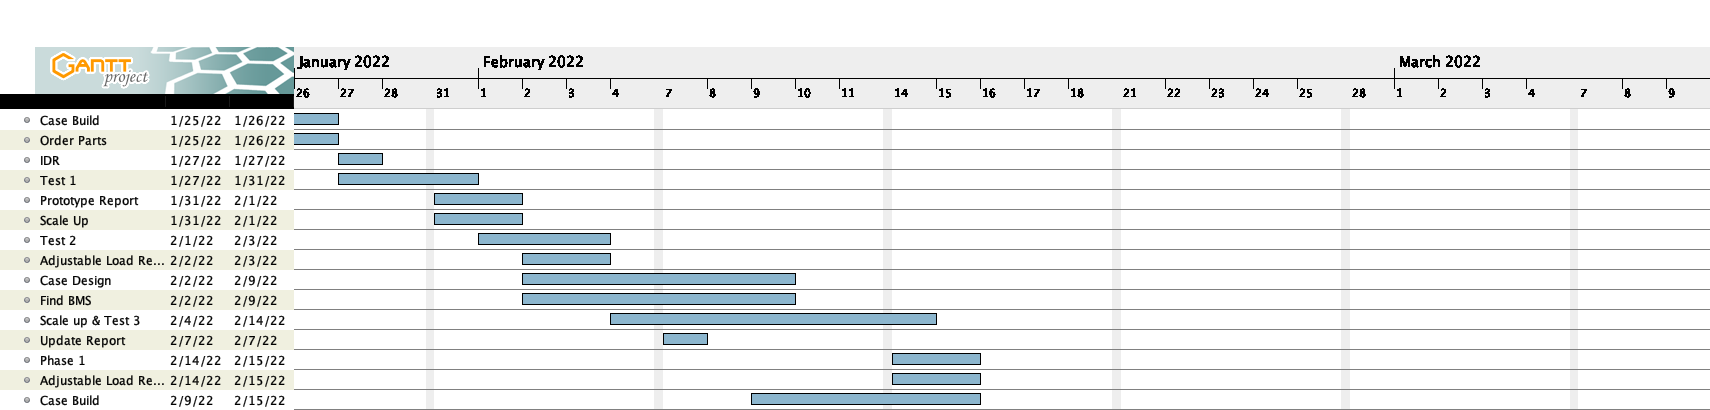 January 2022 February 2022 March 2022
GANTT project
26 27 28 31 1 2 3 4 7 8 9 10 11 14 15 16 17 18 21 22 23 24 25 28 1 2 3 4 7 8 9
Case Build 1/25/22 1/26/22
Order Parts 1/25/22 1/26/22
IDR 1/27/22 1/27/22
Test 1 1/27/22 1/31/22
Prototype Report 1/31/22 2/1/22
Scale Up 1/31/22 2/1/22
Test 2 2/1/22 2/3/22
Adjustable Load Re... 2/2/22 2/3/22
Case Design 2/2/22 2/9/22
Find BMS 2/2/22 2/9/22
Scale up & Test 3 2/4/22 2/14/22
Update Report 2/7/22 2/7/22
Phase 1 2/14/22 2/15/22
Adjustable Load Re... 2/14/22 2/15/22
Case Build 2/9/22 2/15/22